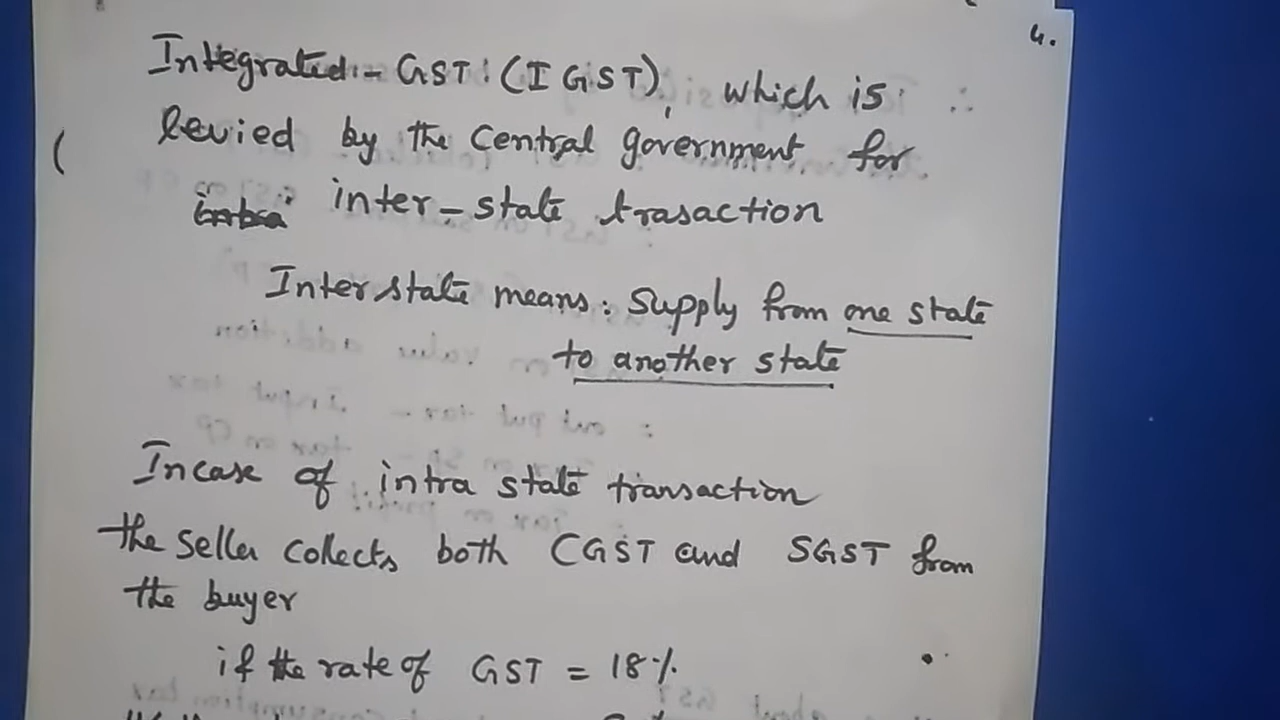 4.
Integrated :- GST : (IGST), which is
( levied by the central government for
inter-state trasaction
Interstate means : supply from one state
to another state
Incase of intra state transaction
the seller collects both CGST and SGST from
the buyer
if the rate of GST = 18%